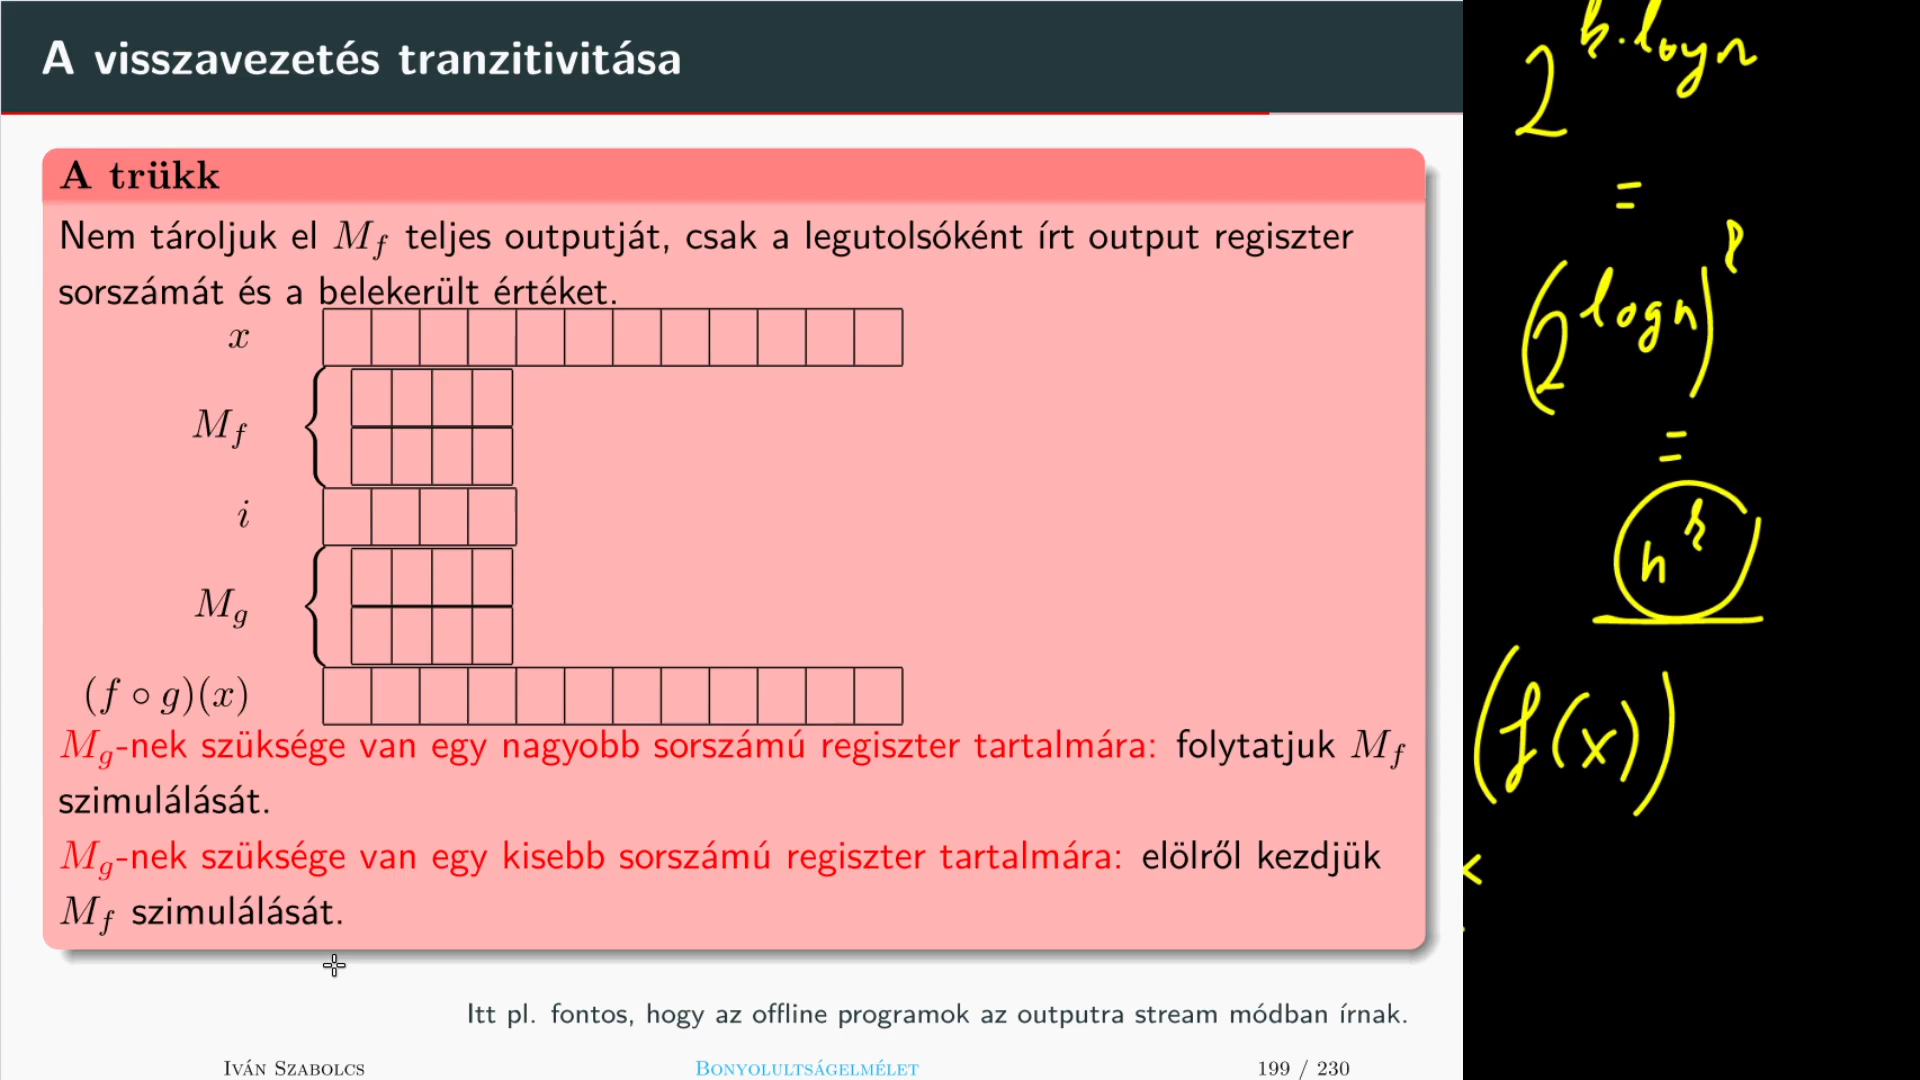 A visszavezetés tranzitivitása
A trükk
Nem tároljuk el M_f teljes outputját, csak a legutolsóként írt output regiszter
sorszámát és a belekerült értéket.
x
M_f
i
M_g
(f ∘ g)(x)
M_g-nek szüksége van egy nagyobb sorszámú regiszter tartalmára: folytatjuk M_f
szimulálását.
M_g-nek szüksége van egy kisebb sorszámú regiszter tartalmára: elölről kezdjük
M_f szimulálását.
Itt pl. fontos, hogy az offline programok az outputra stream módban írnak.
Iván Szabolcs Bonyolultságelmélet 199 / 230
2^{k·logn}
=
(2^{logn})^k
=
n^k
(f(x))